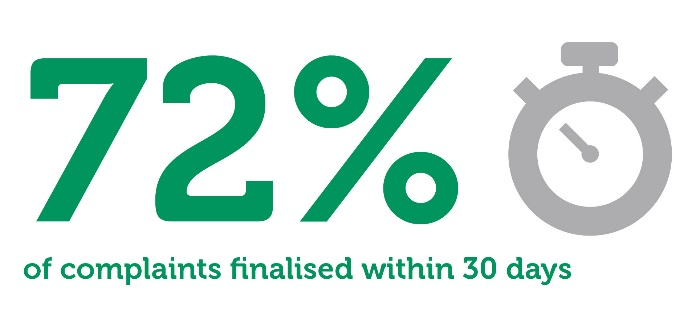 72%
of complaints finalised within 30 days